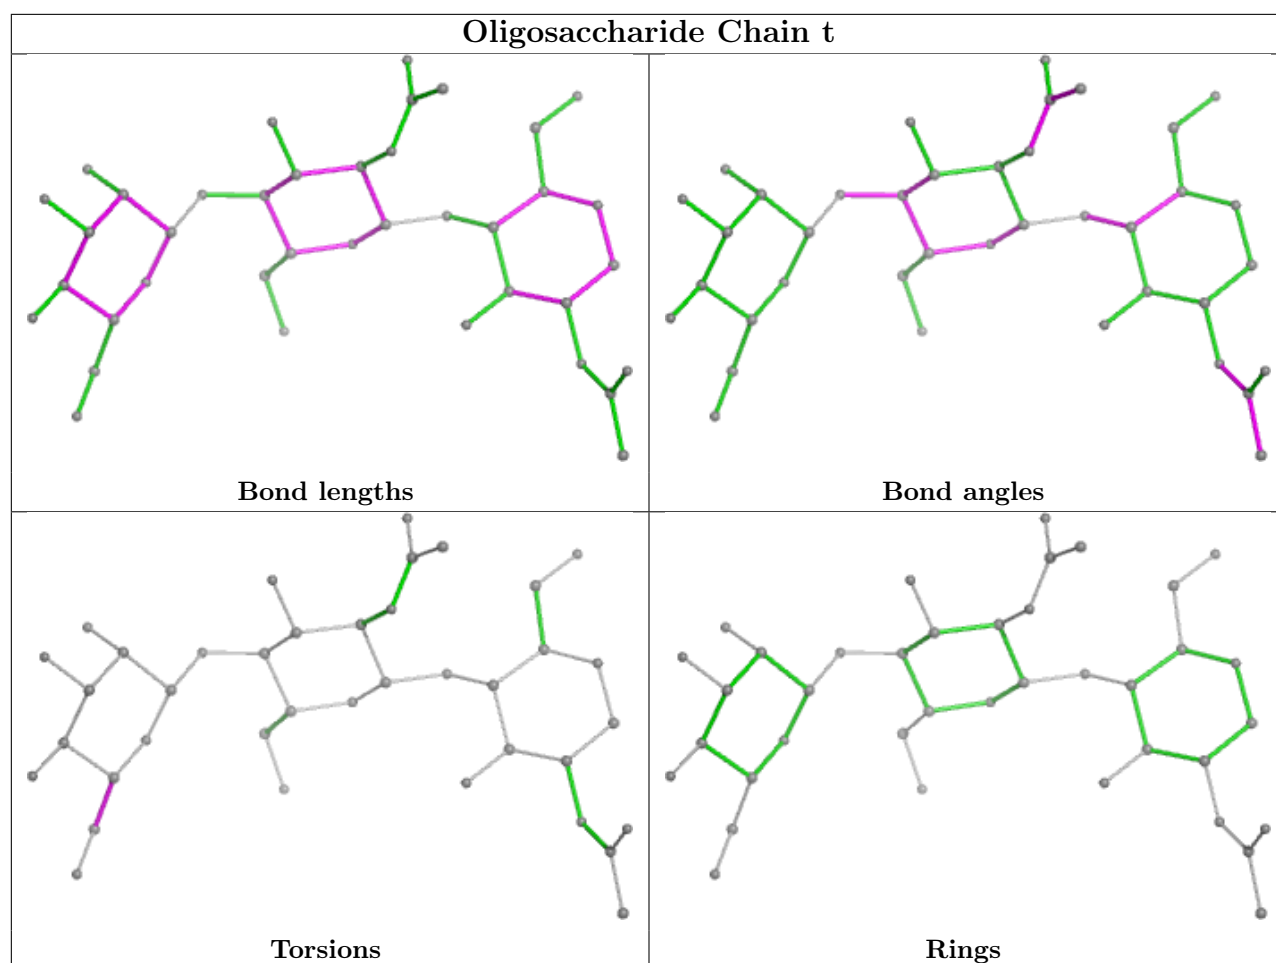 Oligosaccharide Chain t
Bond lengths
Bond angles
Torsions
Rings